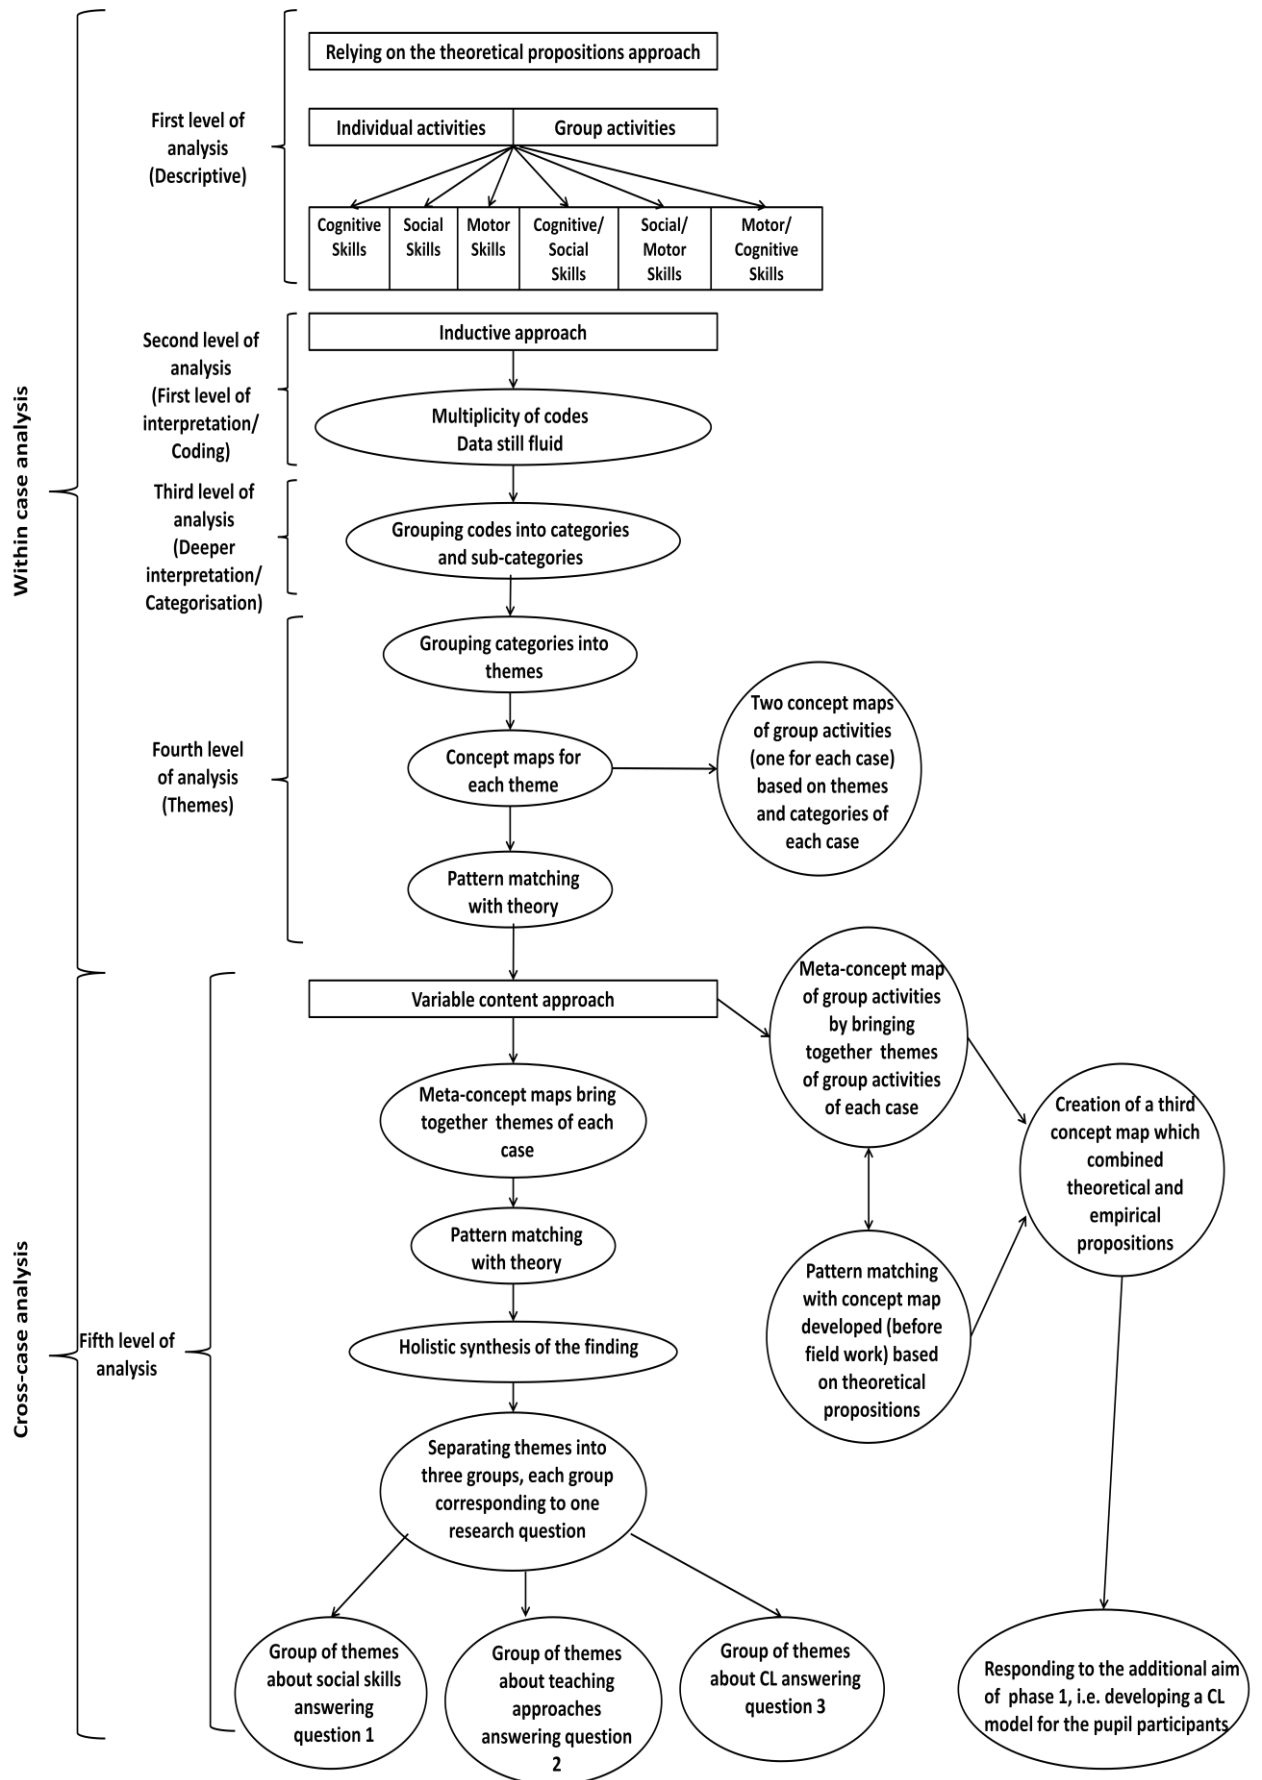 Within case analysis
First level of
analysis
(Descriptive)
Relying on the theoretical propositions approach
Individual activities
Group activities
Cognitive
Skills
Social
Skills
Motor
Skills
Cognitive/
Social
Skills
Social/
Motor
Skills
Motor/
Cognitive
Skills
Second level of
analysis
(First level of
interpretation/
Coding)
Inductive approach
Multiplicity of codes
Data still fluid
Third level of
analysis
(Deeper
interpretation/
Categorisation)
Grouping codes into categories
and sub-categories
Fourth level
of analysis
(Themes)
Grouping categories into
themes
Concept maps for
each theme
Two concept maps
of group activities
(one for each case)
based on themes
and categories of
each case
Pattern matching
with theory
Cross-case analysis
Fifth level of
analysis
Variable content approach
Meta-concept map
of group activities
by bringing
together themes
of group activities
of each case
Meta-concept maps bring
together themes of each
case
Creation of a third
concept map which
combined
theoretical and
empirical
propositions
Pattern matching
with theory
Pattern matching
with concept map
developed (before
field work) based
on theoretical
propositions
Holistic synthesis of the finding
Separating themes into
three groups, each group
corresponding to one
research question
Group of themes
about social skills
answering
question 1
Group of themes
about teaching
approaches
answering question
2
Group of themes
about CL answering
question 3
Responding to the additional aim
of phase 1, i.e. developing a CL
model for the pupil participants